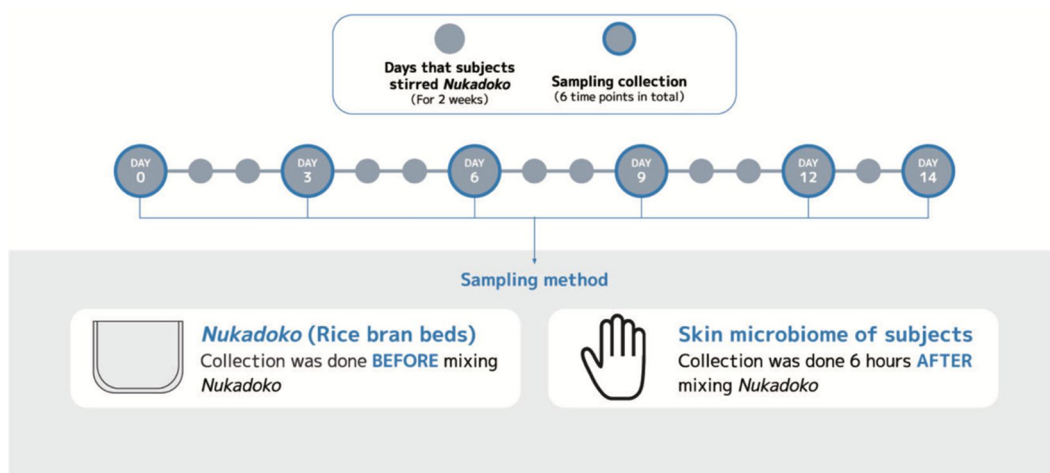 Days that subjects
stirred Nukadoko
(For 2 weeks)
Sampling collection
(6 time points in total)
DAY
0
DAY
3
DAY
6
DAY
9
DAY
12
DAY
14
Sampling method
Nukadoko (Rice bran beds)
Collection was done BEFORE mixing
Nukadoko
Skin microbiome of subjects
Collection was done 6 hours AFTER
mixing Nukadoko